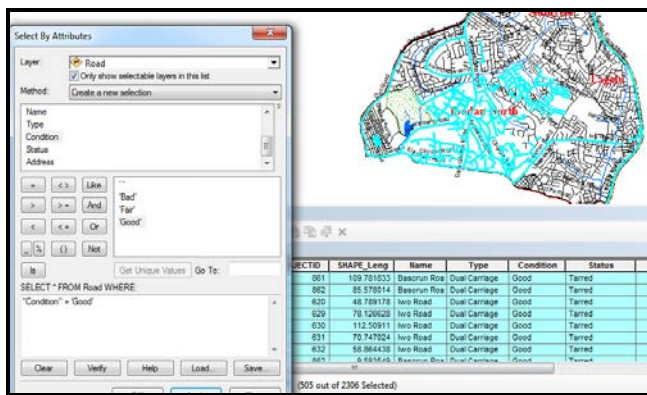 Select By Attributes
Layer: Road
Only show selectable layers in this list
Method: Create a new selection
Name
Type
Condition
Status
Address
= < > Like
> > = And
< < = Or
_ % () Not
Is
' '
'Bad'
'Fair'
'Good'
Get Unique Values Go To:
SELECT * FROM Road WHERE:
"Condition" = 'Good'
Clear Verify Help Load... Save...
JECTID SHAPE_Leng Name Type Condition Status
861 109.781833 Basorun Roa Dual Carriage Good Tarred
862 85.578014 Basorun Roa Dual Carriage Good Tarred
620 48.789178 Iwo Road Dual Carriage Good Tarred
629 78.126628 Iwo Road Dual Carriage Good Tarred
630 112.50911 Iwo Road Dual Carriage Good Tarred
631 70.747824 Iwo Road Dual Carriage Good Tarred
632 58.864438 Iwo Road Dual Carriage Good Tarred
(505 out of 2306 Selected)